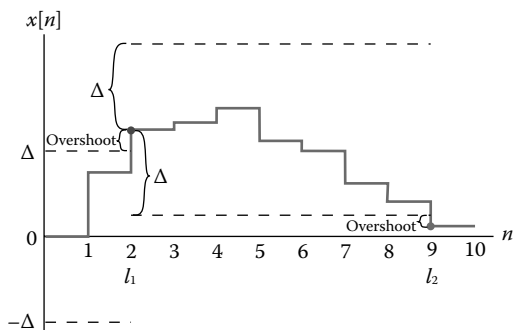 x[n]
Δ
Overshoot
Δ
Δ
Overshoot
0
1 2 3 4 5 6 7 8 9 10
n
l1 l2
−Δ